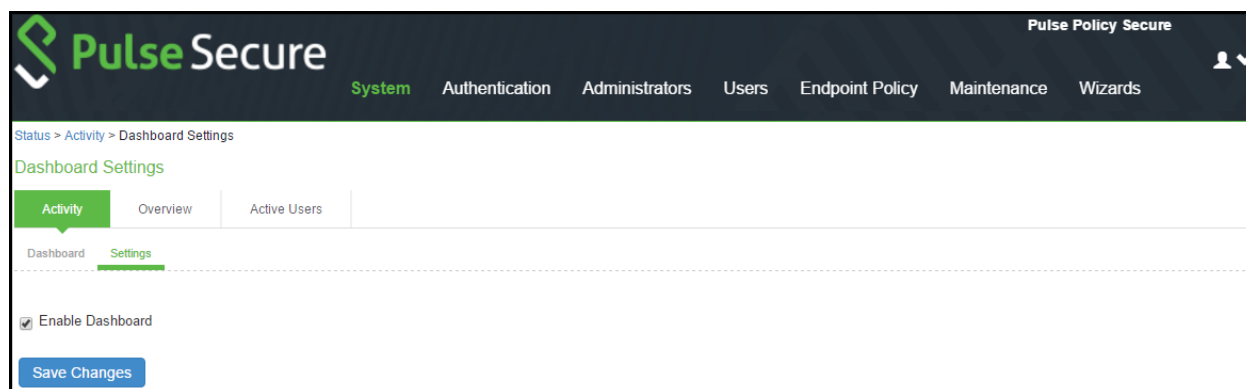 Pulse Policy Secure
Pulse Secure
System Authentication Administrators Users Endpoint Policy Maintenance Wizards
Status > Activity > Dashboard Settings
Dashboard Settings
Activity Overview Active Users
Dashboard Settings
Enable Dashboard
Save Changes